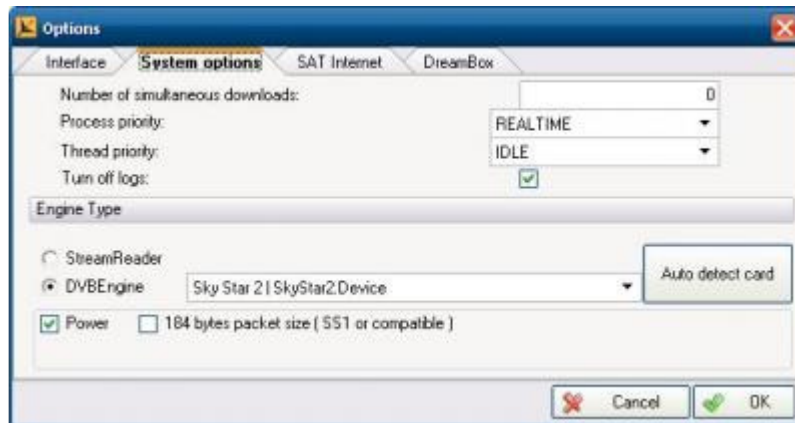 Options
Interface System options SAT Internet DreamBox
Number of simultaneous downloads: 0
Process priority: REALTIME
Thread priority: IDLE
Turn off logs:
Engine Type
StreamReader
DVBEngine Sky Star 2 | SkyStar2.Device Auto detect card
Power 184 bytes packet size ( SS1 or compatible )
Cancel OK